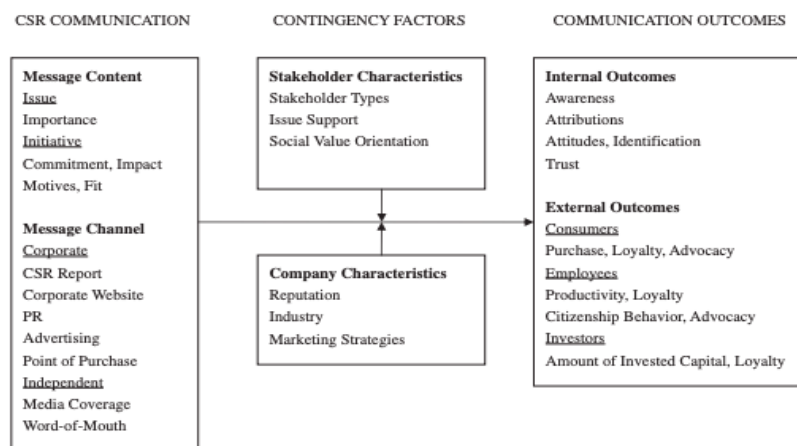 CSR COMMUNICATION
Message Content
Issue
Importance
Initiative
Commitment, Impact
Motives, Fit
Message Channel
Corporate
CSR Report
Corporate Website
PR
Advertising
Point of Purchase
Independent
Media Coverage
Word-of-Mouth
CONTINGENCY FACTORS
Stakeholder Characteristics
Stakeholder Types
Issue Support
Social Value Orientation
Company Characteristics
Reputation
Industry
Marketing Strategies
COMMUNICATION OUTCOMES
Internal Outcomes
Awareness
Attributions
Attitudes, Identification
Trust
External Outcomes
Consumers
Purchase, Loyalty, Advocacy
Employees
Productivity, Loyalty
Citizenship Behavior, Advocacy
Investors
Amount of Invested Capital, Loyalty